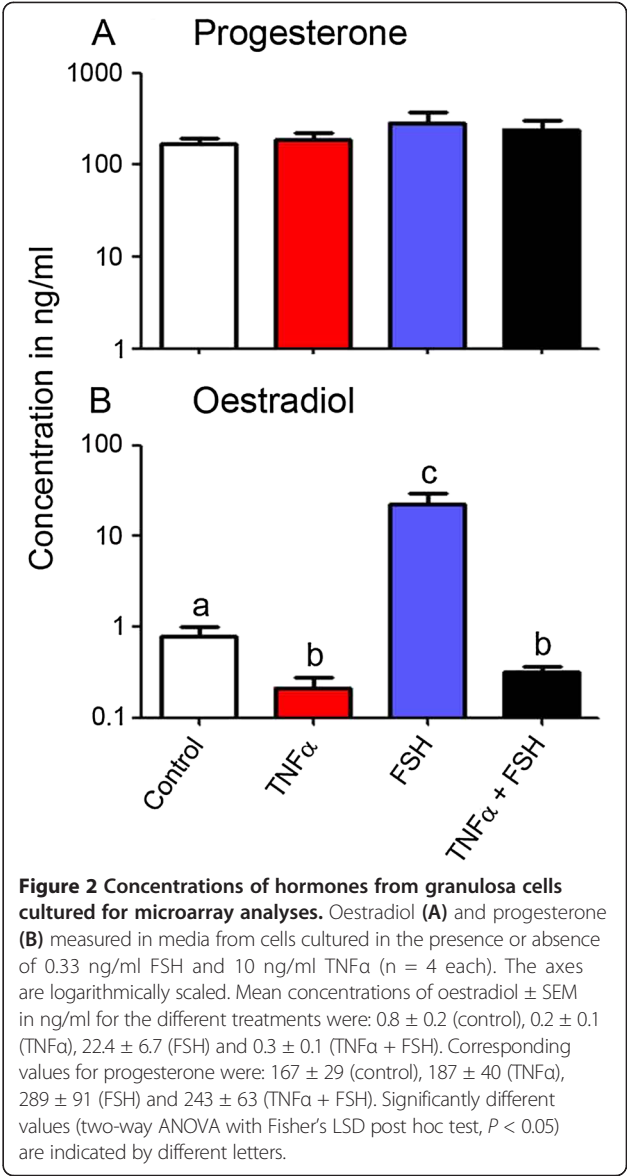 A Progesterone
1000
100
10
1
Concentration in ng/ml
B Oestradiol
100
10
1
0.1
a
b
c
b
Control
TNFα
FSH
TNFα + FSH
Figure 2 Concentrations of hormones from granulosa cells
cultured for microarray analyses. Oestradiol (A) and progesterone
(B) measured in media from cells cultured in the presence or absence
of 0.33 ng/ml FSH and 10 ng/ml TNFα (n = 4 each). The axes
are logarithmically scaled. Mean concentrations of oestradiol ± SEM
in ng/ml for the different treatments were: 0.8 ± 0.2 (control), 0.2 ± 0.1
(TNFα), 22.4 ± 6.7 (FSH) and 0.3 ± 0.1 (TNFα + FSH). Corresponding
values for progesterone were: 167 ± 29 (control), 187 ± 40 (TNFα),
289 ± 91 (FSH) and 243 ± 63 (TNFα + FSH). Significantly different
values (two-way ANOVA with Fisher's LSD post hoc test, P < 0.05)
are indicated by different letters.